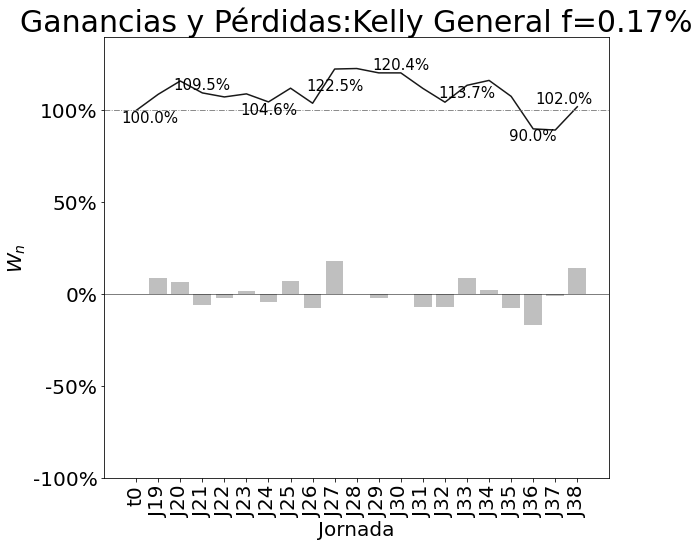 Ganancias y Pérdidas:Kelly General f=0.17%
120.4%
109.5%
122.5%
113.7%
102.0%
104.6%
100.0%
90.0%
100%
50%
0%
-50%
-100%
W_n
t0
J19
J20
J21
J22
J23
J24
J25
J26
J27
J28
J29
J30
J31
J32
J33
J34
J35
J36
J37
J38
Jornada